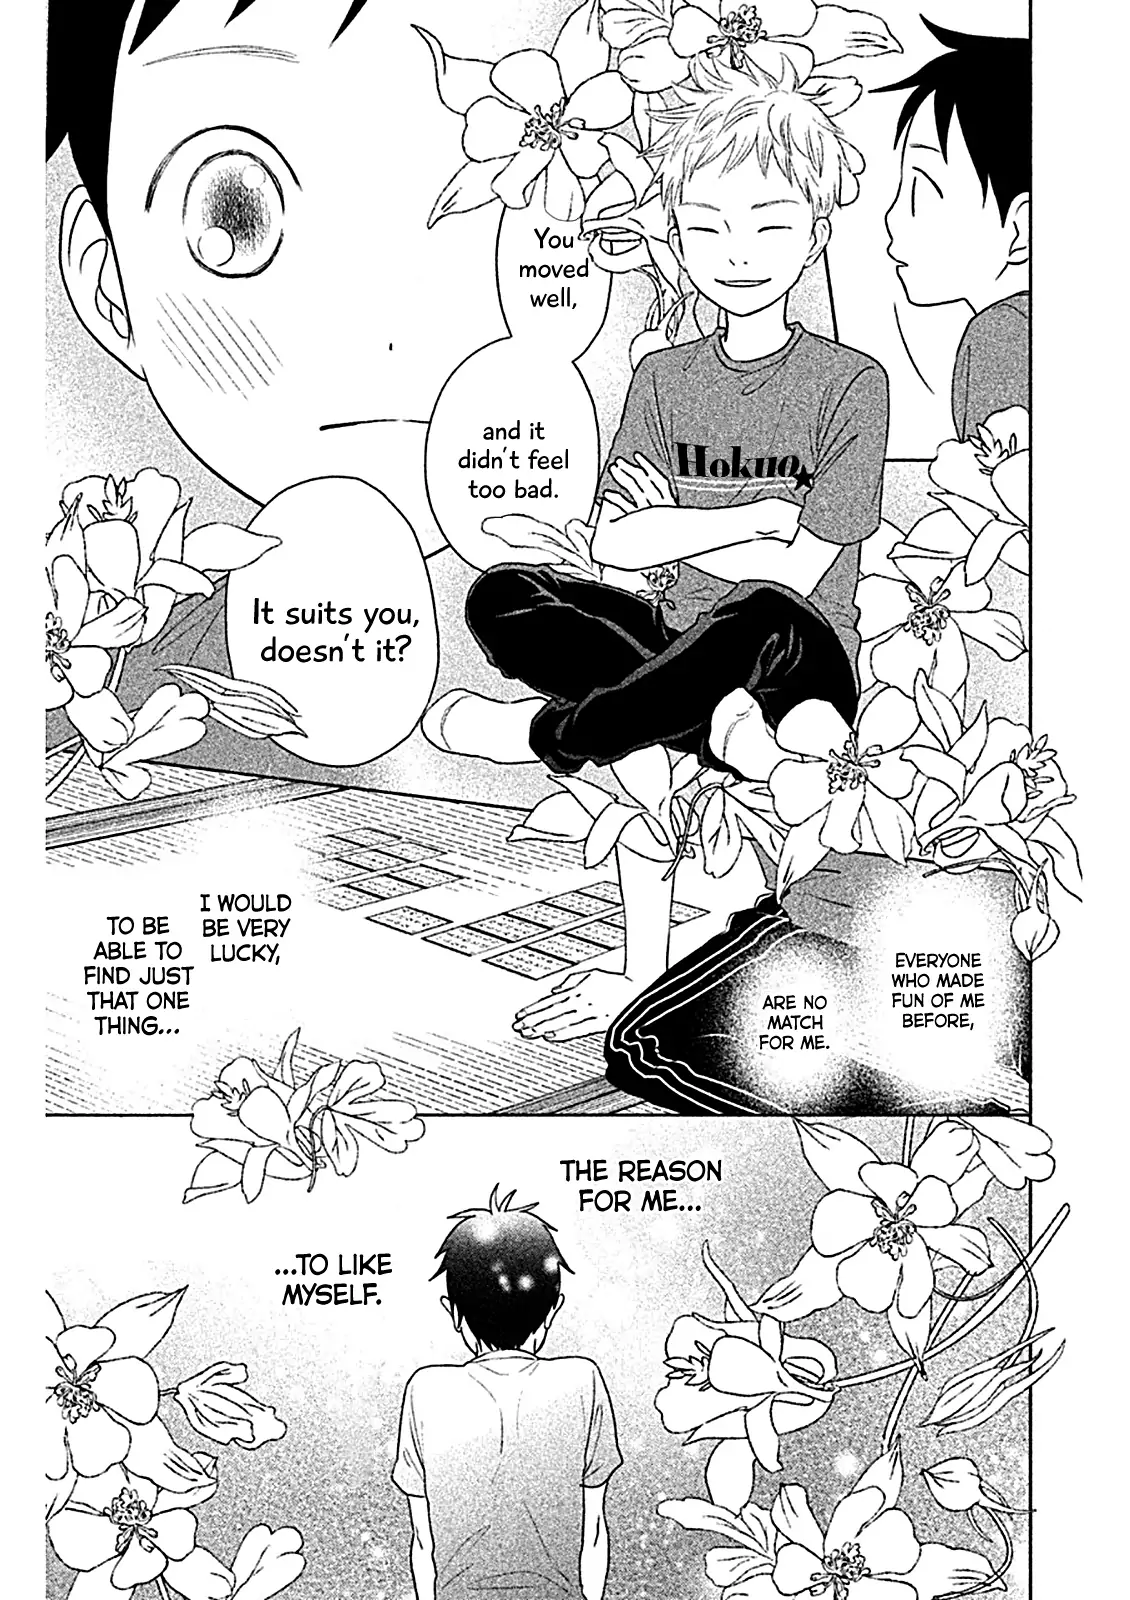 You
moved
well,
and it
didn't feel
too bad.
Hokuo
It suits you,
doesn't it?
EVERYONE
WHO MADE
FUN OF ME
BEFORE,
ARE NO
MATCH
FOR ME.
I WOULD
BE VERY
LUCKY,
TO BE
ABLE TO
FIND JUST
THAT ONE
THING...
THE REASON
FOR ME...
...TO LIKE
MYSELF.